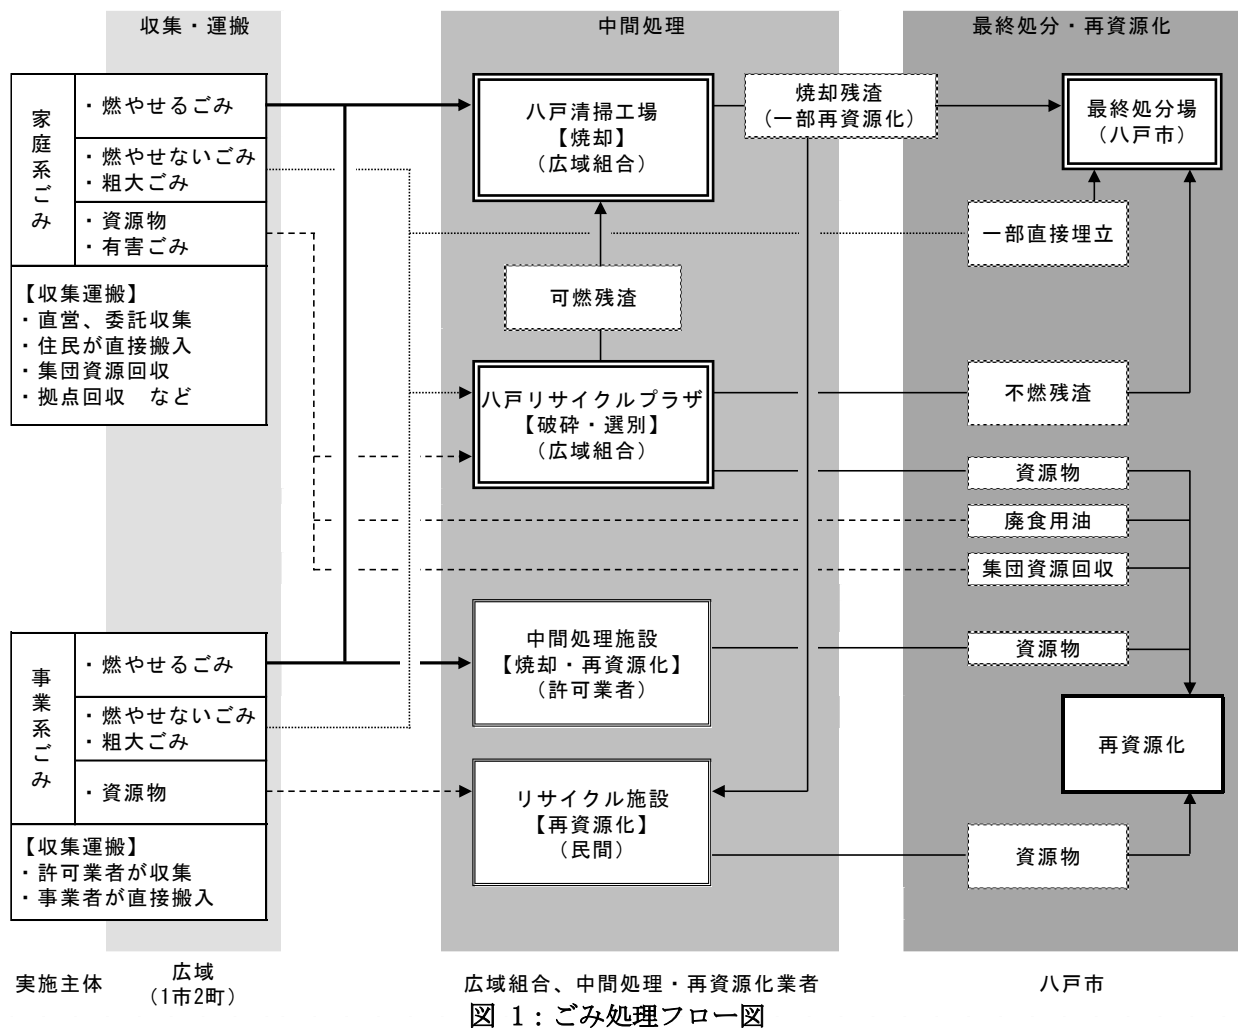 収集・運搬
中間処理
最終処分・再資源化
家庭系ごみ
・燃やせるごみ
・燃やせないごみ
・粗大ごみ
・資源物
・有害ごみ
【収集運搬】
・直営、委託収集
・住民が直接搬入
・集団資源回収
・拠点回収　など
八戸清掃工場
【焼却】
(広域組合)
焼却残渣
(一部再資源化)
最終処分場
(八戸市)
一部直接埋立
可燃残渣
八戸リサイクルプラザ
【破砕・選別】
(広域組合)
不燃残渣
資源物
廃食用油
集団資源回収
事業系ごみ
・燃やせるごみ
・燃やせないごみ
・粗大ごみ
・資源物
【収集運搬】
・許可業者が収集
・事業者が直接搬入
中間処理施設
【焼却・再資源化】
(許可業者)
資源物
再資源化
リサイクル施設
【再資源化】
(民間)
資源物
実施主体
広域
(1市2町)
広域組合、中間処理・再資源化業者
八戸市
図 1：ごみ処理フロー図